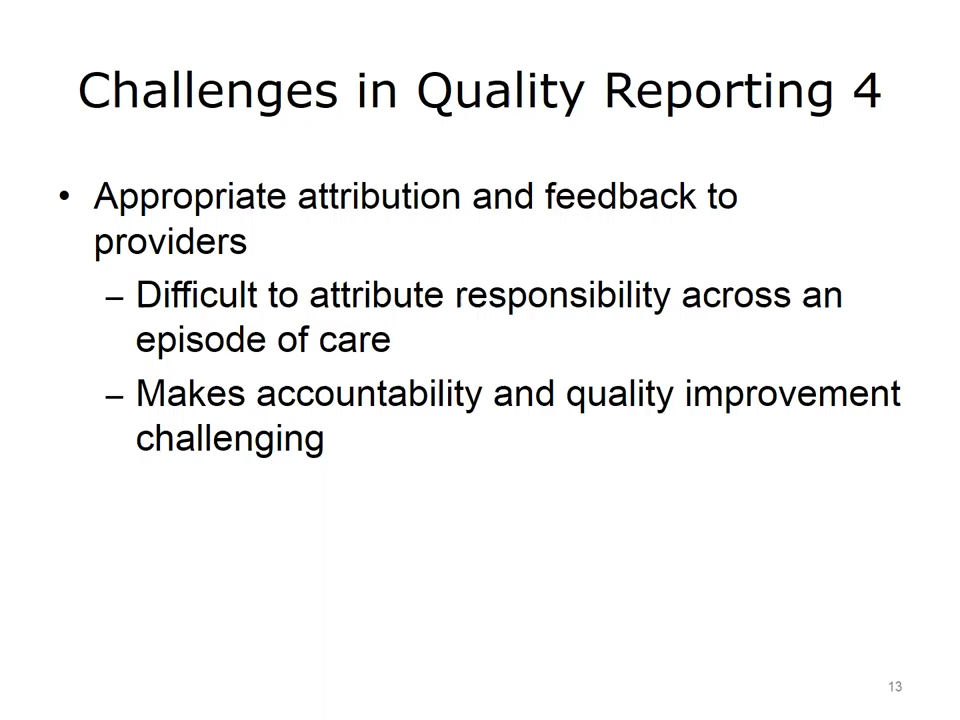 Challenges in Quality Reporting 4
• Appropriate attribution and feedback to
providers
– Difficult to attribute responsibility across an
episode of care
– Makes accountability and quality improvement
challenging
13